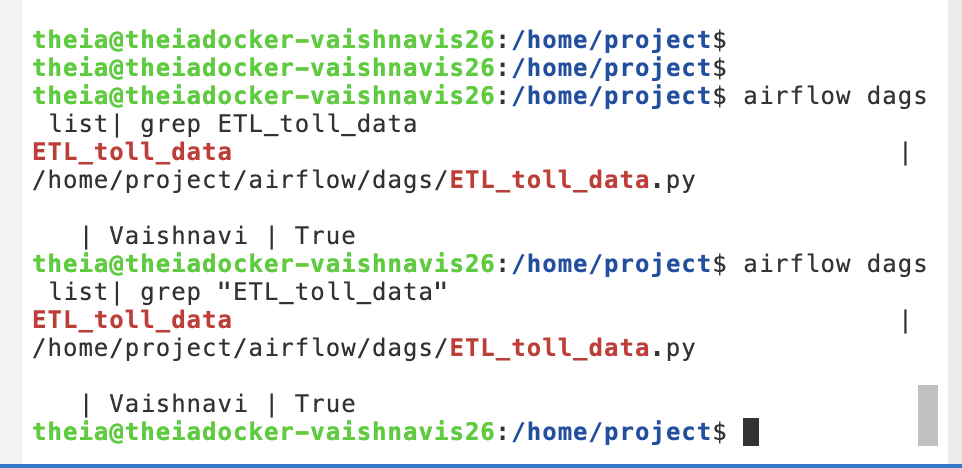 theia@theiadocker-vaishnavis26:/home/project$
theia@theiadocker-vaishnavis26:/home/project$
theia@theiadocker-vaishnavis26:/home/project$ airflow dags
 list| grep ETL_toll_data
ETL_toll_data                                            |
/home/project/airflow/dags/ETL_toll_data.py
   | Vaishnavi | True
theia@theiadocker-vaishnavis26:/home/project$ airflow dags
 list| grep "ETL_toll_data"
ETL_toll_data                                            |
/home/project/airflow/dags/ETL_toll_data.py
   | Vaishnavi | True
theia@theiadocker-vaishnavis26:/home/project$